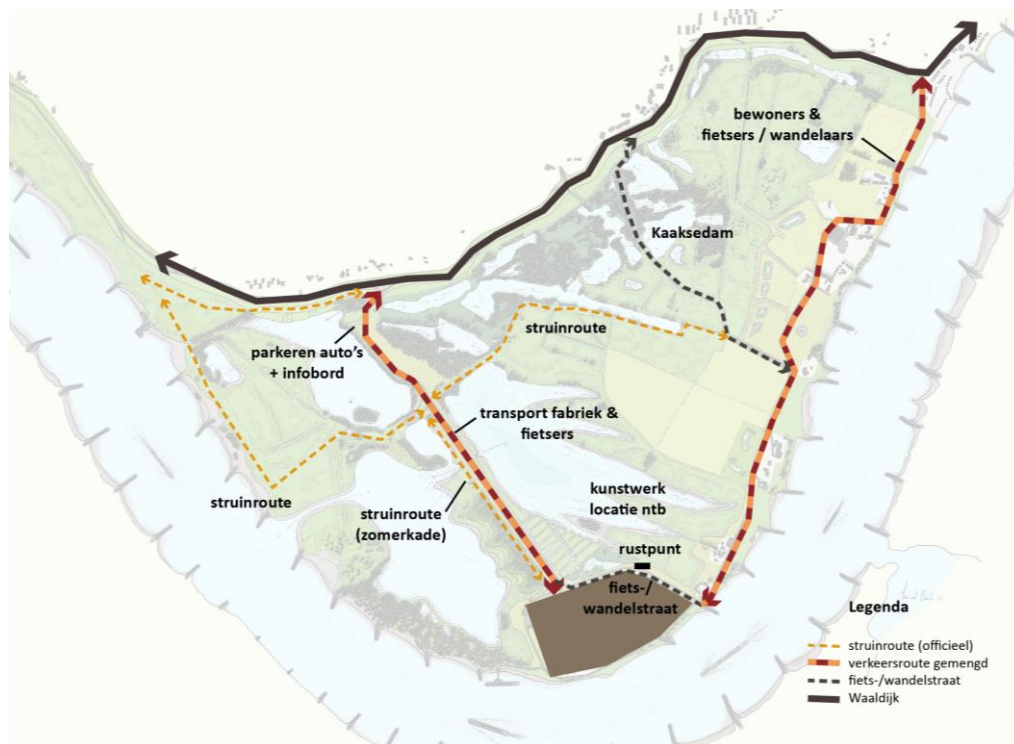 bewoners &
fietsers / wandelaars
Kaaksedam
struinroute
parkeren auto's
+ infobord
transport fabriek &
fietsers
struinroute
struinroute
(zomerkade)
kunstwerk
locatie ntb
rustpunt
fiets-/
wandelstraat
Legenda
struinroute (officieel)
verkeersroute gemengd
fiets-/wandelstraat
Waaldijk